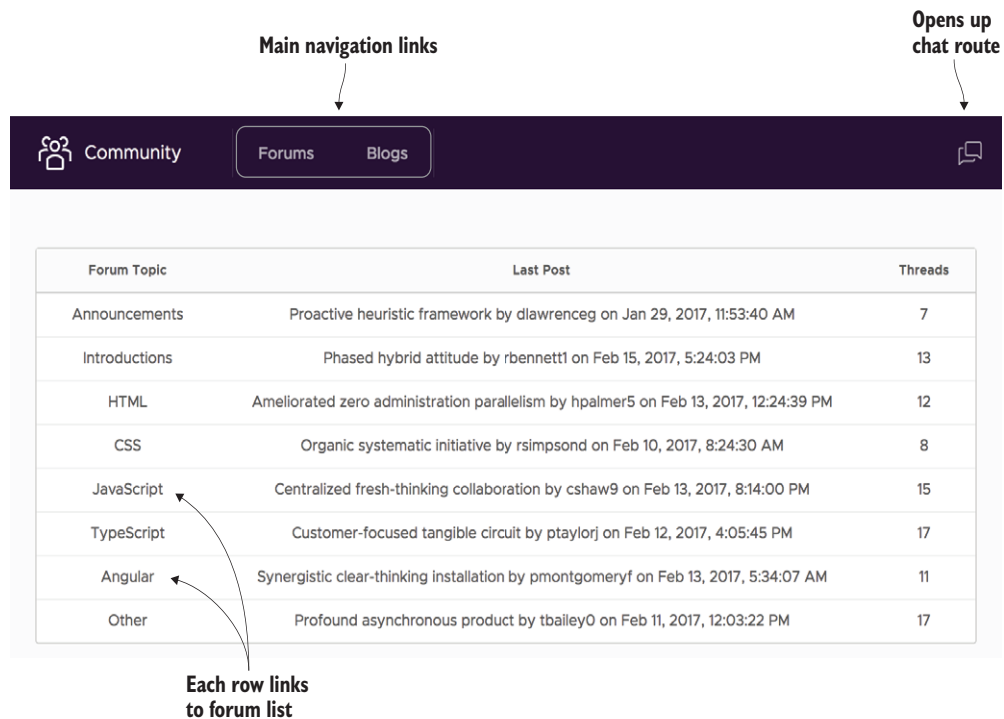 Opens up
chat route
Main navigation links
Community Forums Blogs
Forum Topic Last Post Threads
Announcements Proactive heuristic framework by dlawrenceg on Jan 29, 2017, 11:53:40 AM 7
Introductions Phased hybrid attitude by rbennett1 on Feb 15, 2017, 5:24:03 PM 13
HTML Ameliorated zero administration parallelism by hpalmer5 on Feb 13, 2017, 12:24:39 PM 12
CSS Organic systematic initiative by rsimpsond on Feb 10, 2017, 8:24:30 AM 8
JavaScript Centralized fresh-thinking collaboration by cshaw9 on Feb 13, 2017, 8:14:00 PM 15
TypeScript Customer-focused tangible circuit by ptaylorj on Feb 12, 2017, 4:05:45 PM 17
Angular Synergistic clear-thinking installation by pmontgomeryf on Feb 13, 2017, 5:34:07 AM 11
Other Profound asynchronous product by tbailey0 on Feb 11, 2017, 12:03:22 PM 17
Each row links
to forum list